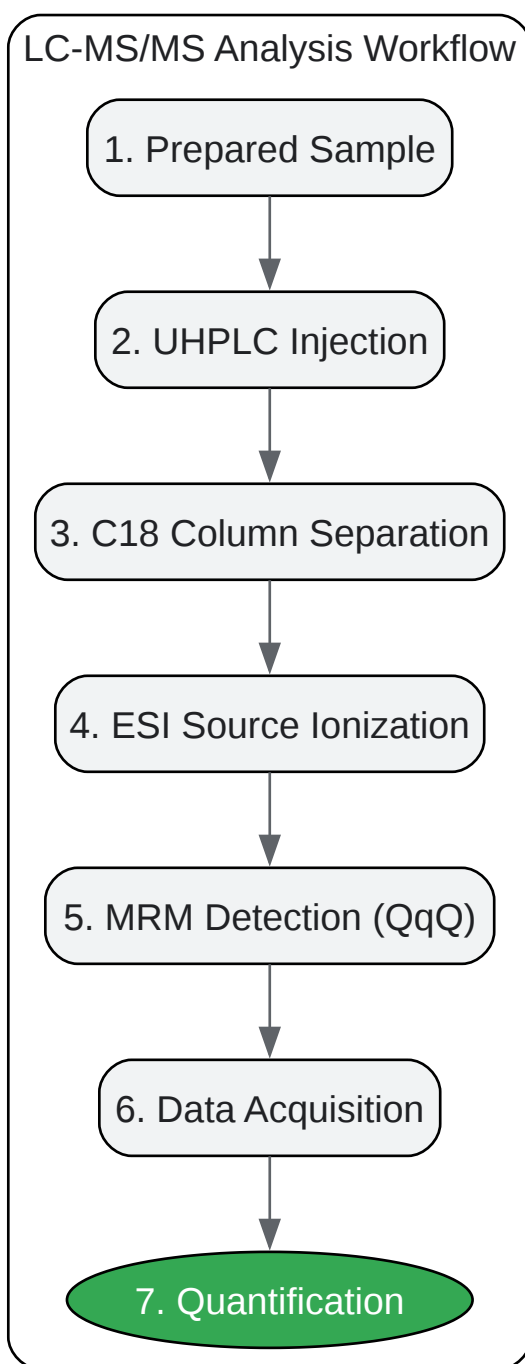 LC-MS/MS Analysis Workflow
1. Prepared Sample
2. UHPLC Injection
3. C18 Column Separation
4. ESI Source Ionization
5. MRM Detection (QqQ)
6. Data Acquisition
7. Quantification